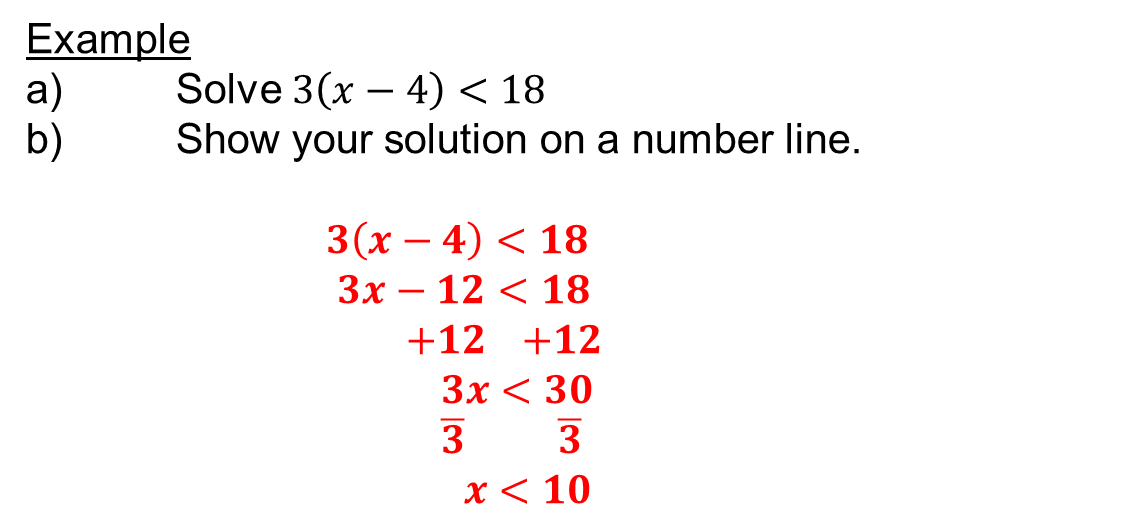 Example
a) Solve 3(x − 4) < 18
b) Show your solution on a number line.
3(x − 4) < 18
3x − 12 < 18
+12 +12
3x < 30
3 3
x < 10